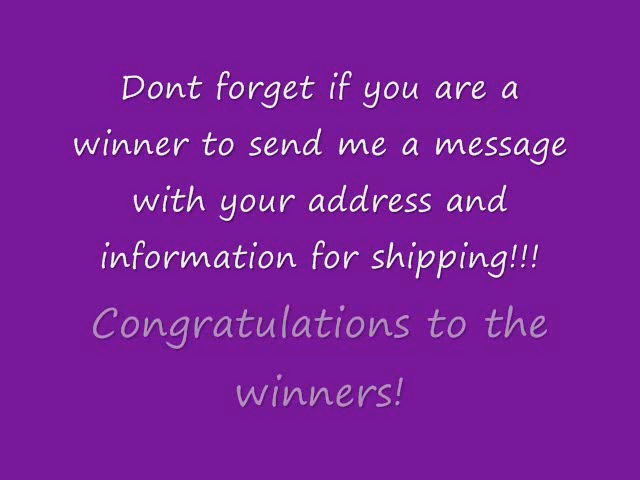 Dont forget if you are a
winner to send me a message
with your address and
information for shipping!!!
Congratulations to the
winners!